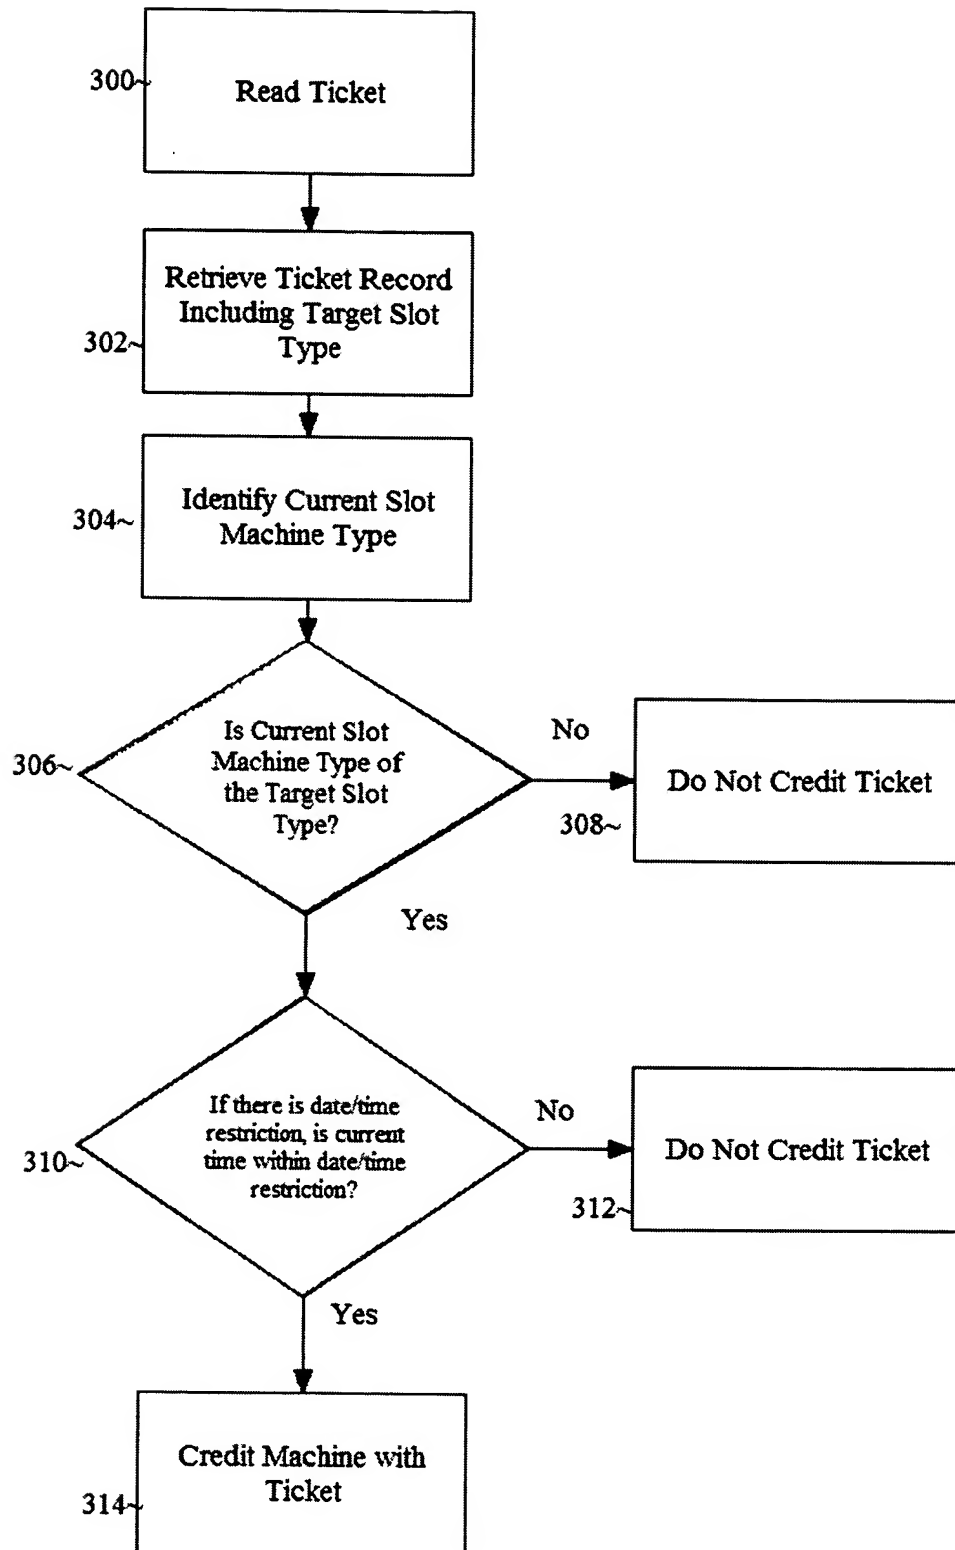 300~
Read Ticket
Retrieve Ticket Record
Including Target Slot
Type
302~
Identify Current Slot
Machine Type
304~
Is Current Slot
Machine Type of
the Target Slot
Type?
306~
No
Do Not Credit Ticket
308~
Yes
If there is date/time
restriction, is current
time within date/time
restriction?
310~
No
Do Not Credit Ticket
312~
Yes
Credit Machine with
Ticket
314~